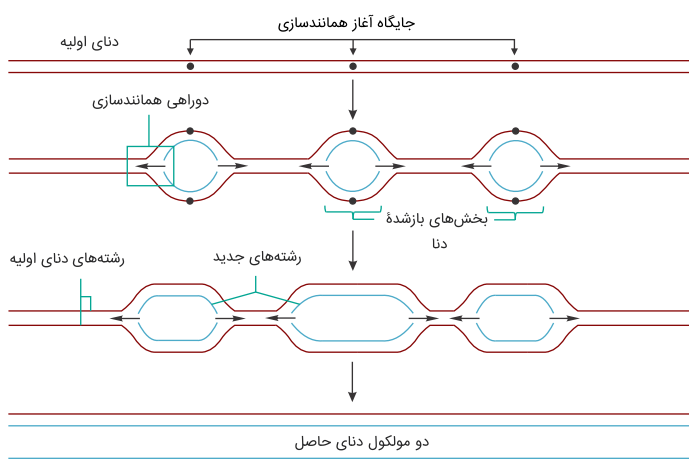 جایگاه آغاز همانندسازی
دنای اولیه
دوراهی همانندسازی
بخش‌های بازشدهٔ
دنا
رشته‌های جدید
رشته‌های دنای اولیه
دو مولکول دنای حاصل